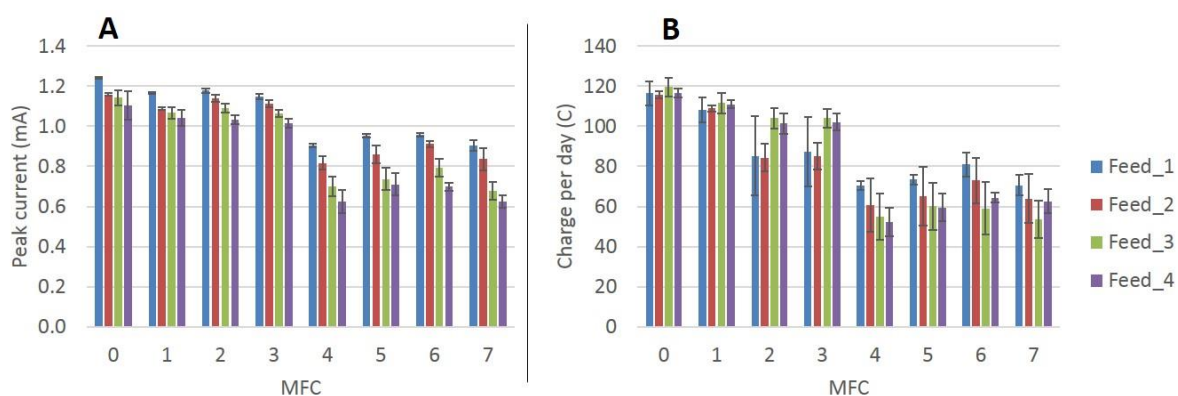 A
B
Peak current (mA)
1.4
1.2
1.0
0.8
0.6
0.4
0.2
0.0
0 1 2 3 4 5 6 7
MFC
Charge per day (C)
140
120
100
80
60
40
20
0
0 1 2 3 4 5 6 7
MFC
Feed_1
Feed_2
Feed_3
Feed_4